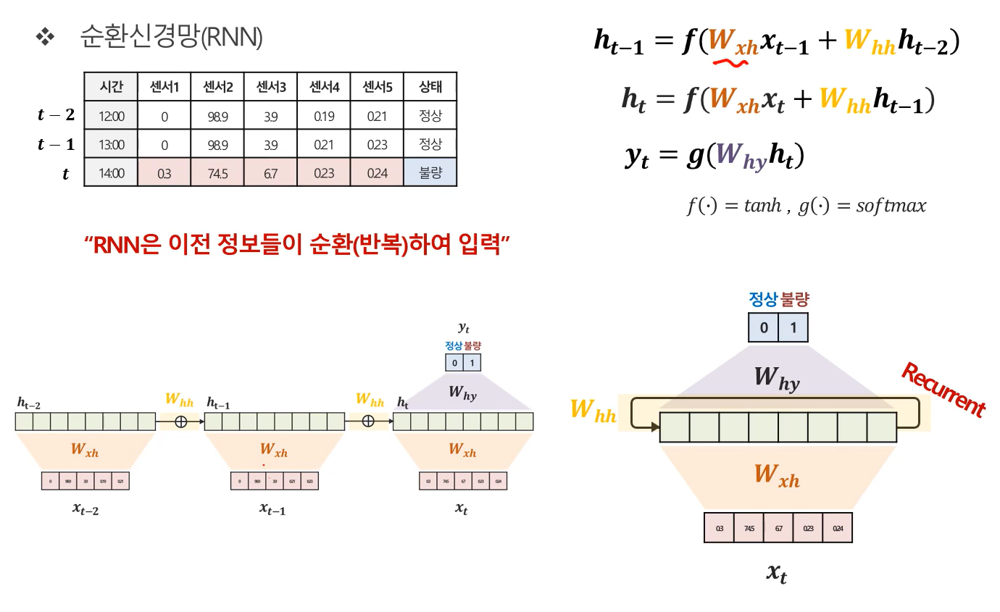 ❖ 순환신경망(RNN)
시간 센서1 센서2 센서3 센서4 센서5 상태
t − 2 12:00 0 98.9 3.9 0.19 0.21 정상
t − 1 13:00 0 98.9 3.9 0.21 0.23 정상
t 14:00 0.3 74.5 6.7 0.23 0.24 불량
“RNN은 이전 정보들이 순환(반복)하여 입력”
h_{t−1} = f(W_{xh}x_{t−1} + W_{hh}h_{t−2})
h_t = f(W_{xh}x_t + W_{hh}h_{t−1})
y_t = g(W_{hy}h_t)
f(·) = tanh , g(·) = softmax
y_t
정상 불량
0 1
W_{hy}
h_{t−2} W_{hh} h_{t−1} W_{hh} h_t
W_{xh} W_{xh} W_{xh}
0 98.9 3.9 0.19 0.21
0 98.9 3.9 0.21 0.23
0.3 74.5 6.7 0.23 0.24
x_{t−2} x_{t−1} x_t
정상 불량
0 1
W_{hy}
Recurrent
W_{hh}
W_{xh}
0.3 74.5 6.7 0.23 0.24
x_t